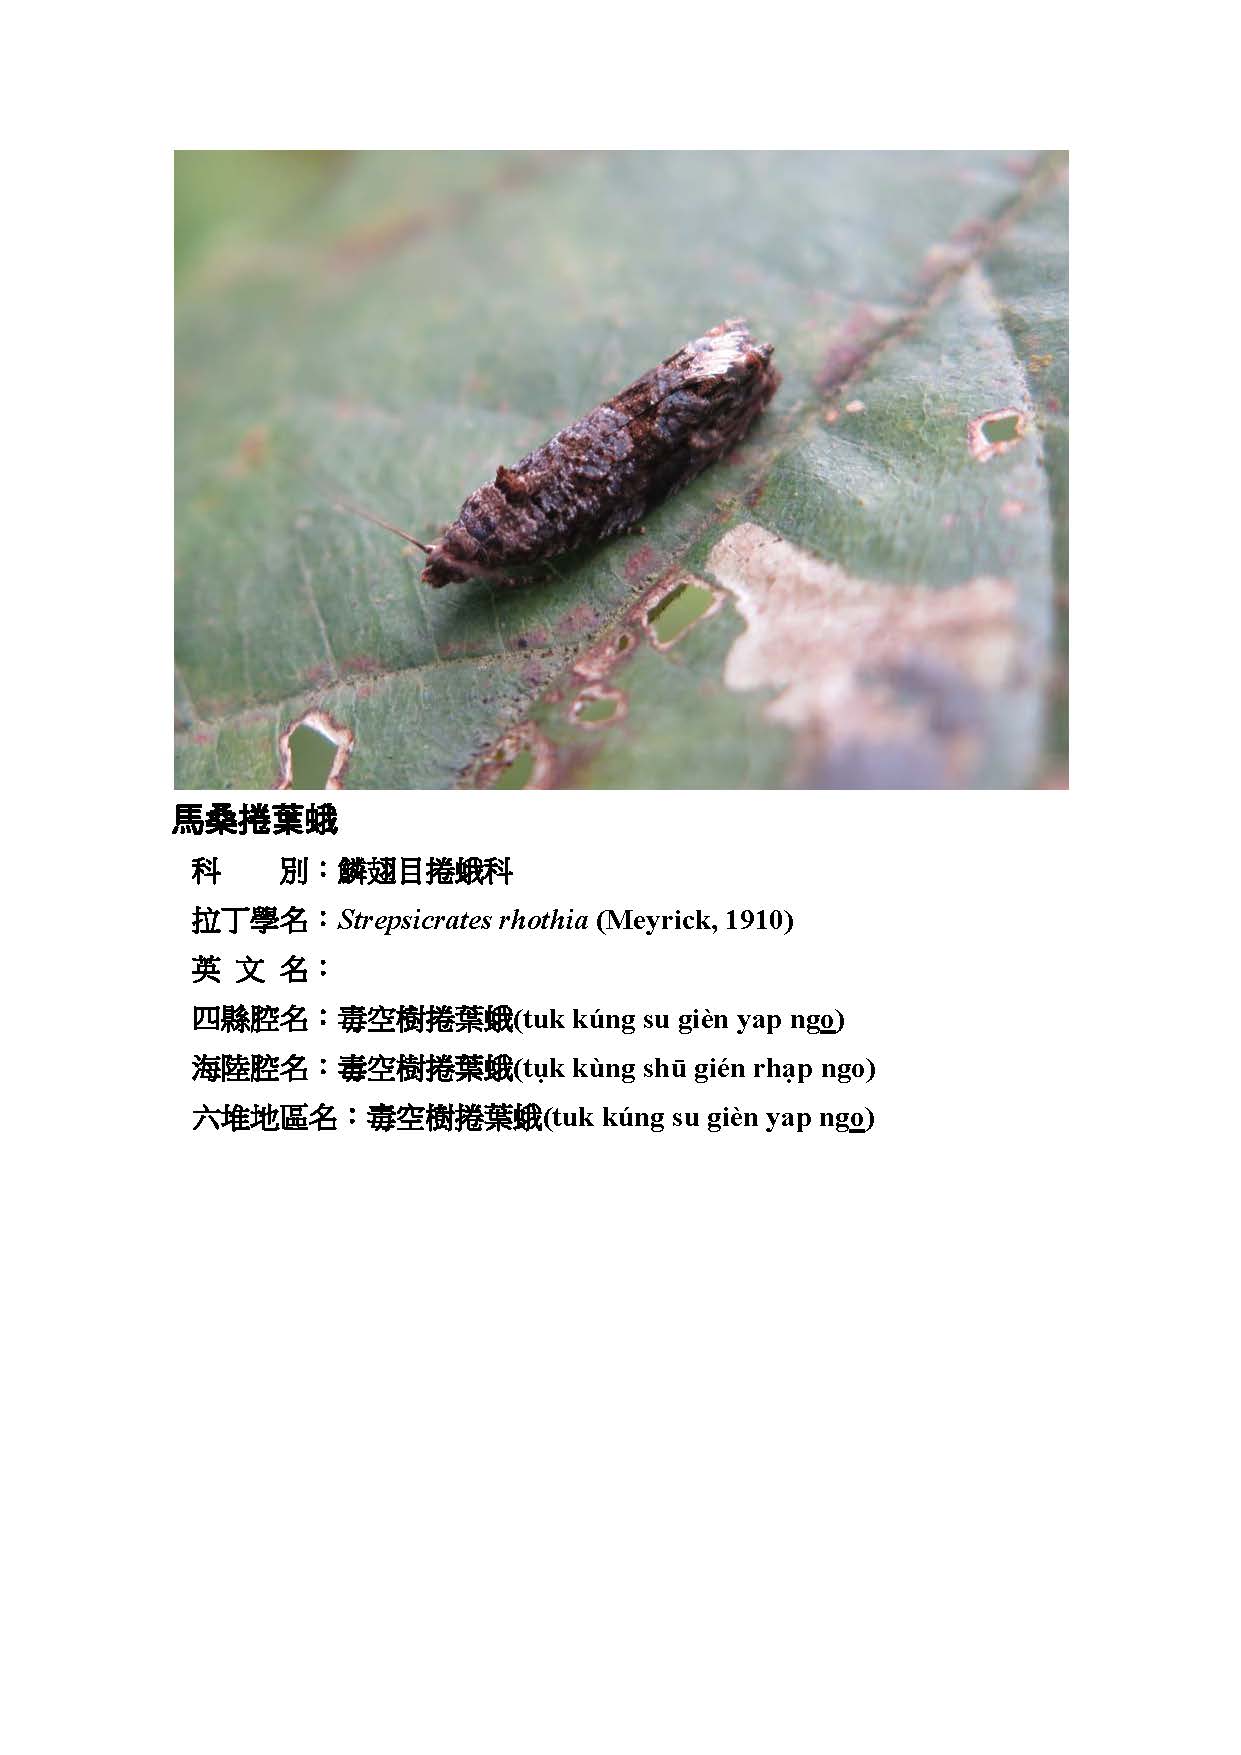 馬桑捲葉蛾
科　　別：鱗翅目捲蛾科
拉丁學名：Strepsicrates rhothia (Meyrick, 1910)
英 文 名：
四縣腔名：毒空樹捲葉蛾(tuk kúng su gièn yap ngo)
海陸腔名：毒空樹捲葉蛾(tụk kùng shū gién rhạp ngo)
六堆地區名：毒空樹捲葉蛾(tuk kúng su gièn yap ngo)